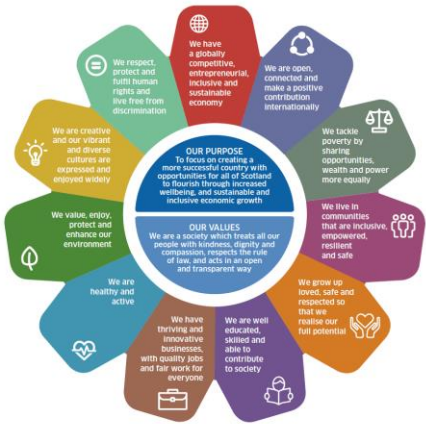 We have
a globally
competitive,
entrepreneurial,
inclusive and
sustainable
economy
We are open,
connected and
make a positive
contribution
internationally
We tackle
poverty by
sharing
opportunities,
wealth and power
more equally
We live in
communities
that are inclusive,
empowered,
resilient
and safe
We grow up
loved, safe and
respected so
that we
realise our
full potential
We are well
educated,
skilled and
able to
contribute
to society
We have
thriving and
innovative
businesses,
with quality jobs
and fair work for
everyone
We are
healthy and
active
We value, enjoy,
protect and
enhance our
environment
We are creative
and our vibrant
and diverse
cultures are
expressed and
enjoyed widely
We respect,
protect and
fulfil human
rights and
live free from
discrimination
OUR PURPOSE
To focus on creating a
more successful country with
opportunities for all of Scotland
to flourish through increased
wellbeing, and sustainable and
inclusive economic growth
OUR VALUES
We are a society which treats all our
people with kindness, dignity and
compassion, respects the rule
of law, and acts in an open
and transparent way